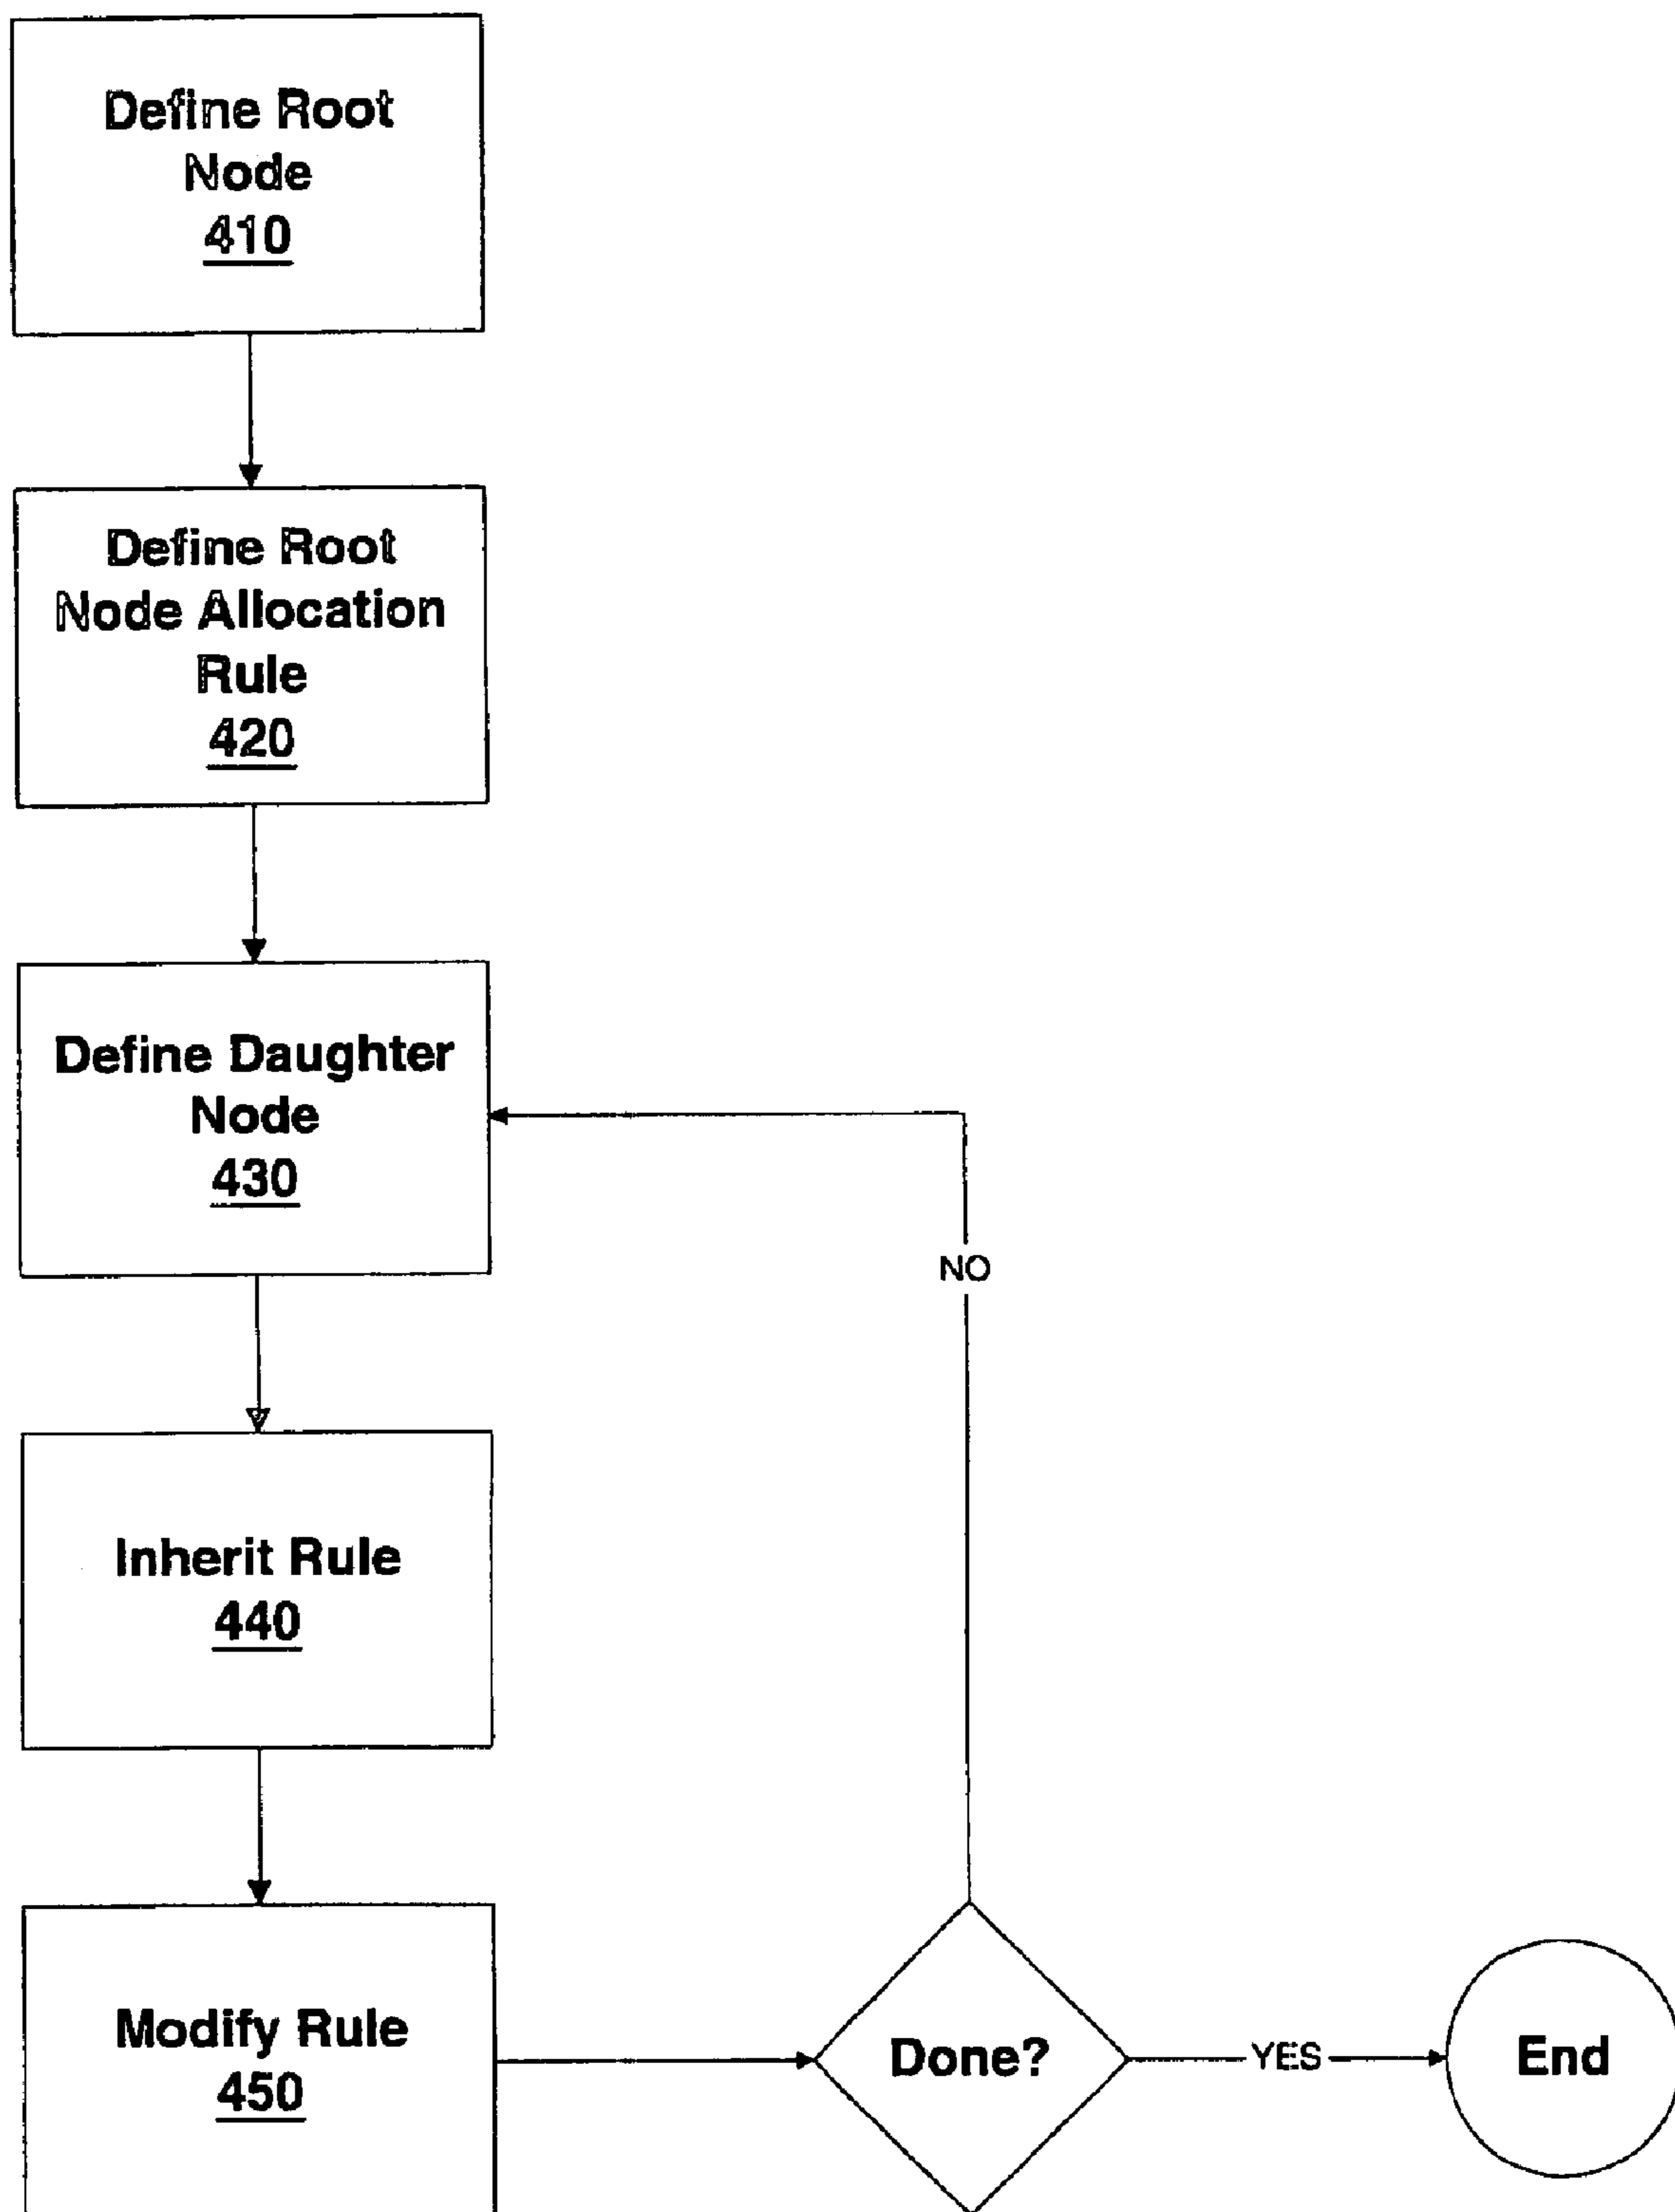 Define Root
Node
410
Define Root
Node Allocation
Rule
420
Define Daughter
Node
430
NO
Inherit Rule
440
Modify Rule
450
Done?
YES
End